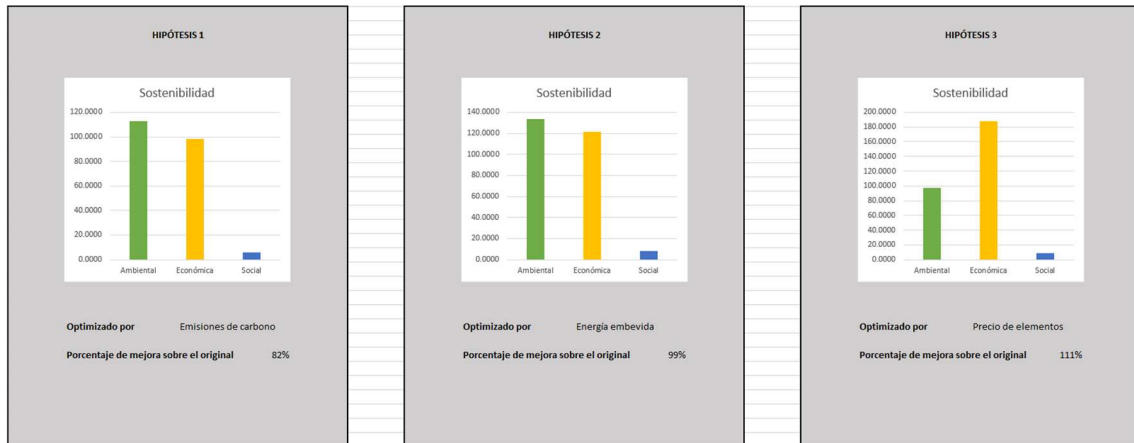 HIPÓTESIS 1
Sostenibilidad
120.0000
100.0000
80.0000
60.0000
40.0000
20.0000
0.0000
Ambiental Económica Social
Optimizado por Emisiones de carbono
Porcentaje de mejora sobre el original 82%
HIPÓTESIS 2
Sostenibilidad
140.0000
120.0000
100.0000
80.0000
60.0000
40.0000
20.0000
0.0000
Ambiental Económica Social
Optimizado por Energía embevida
Porcentaje de mejora sobre el original 99%
HIPÓTESIS 3
Sostenibilidad
200.0000
180.0000
160.0000
140.0000
120.0000
100.0000
80.0000
60.0000
40.0000
20.0000
0.0000
Ambiental Económica Social
Optimizado por Precio de elementos
Porcentaje de mejora sobre el original 111%